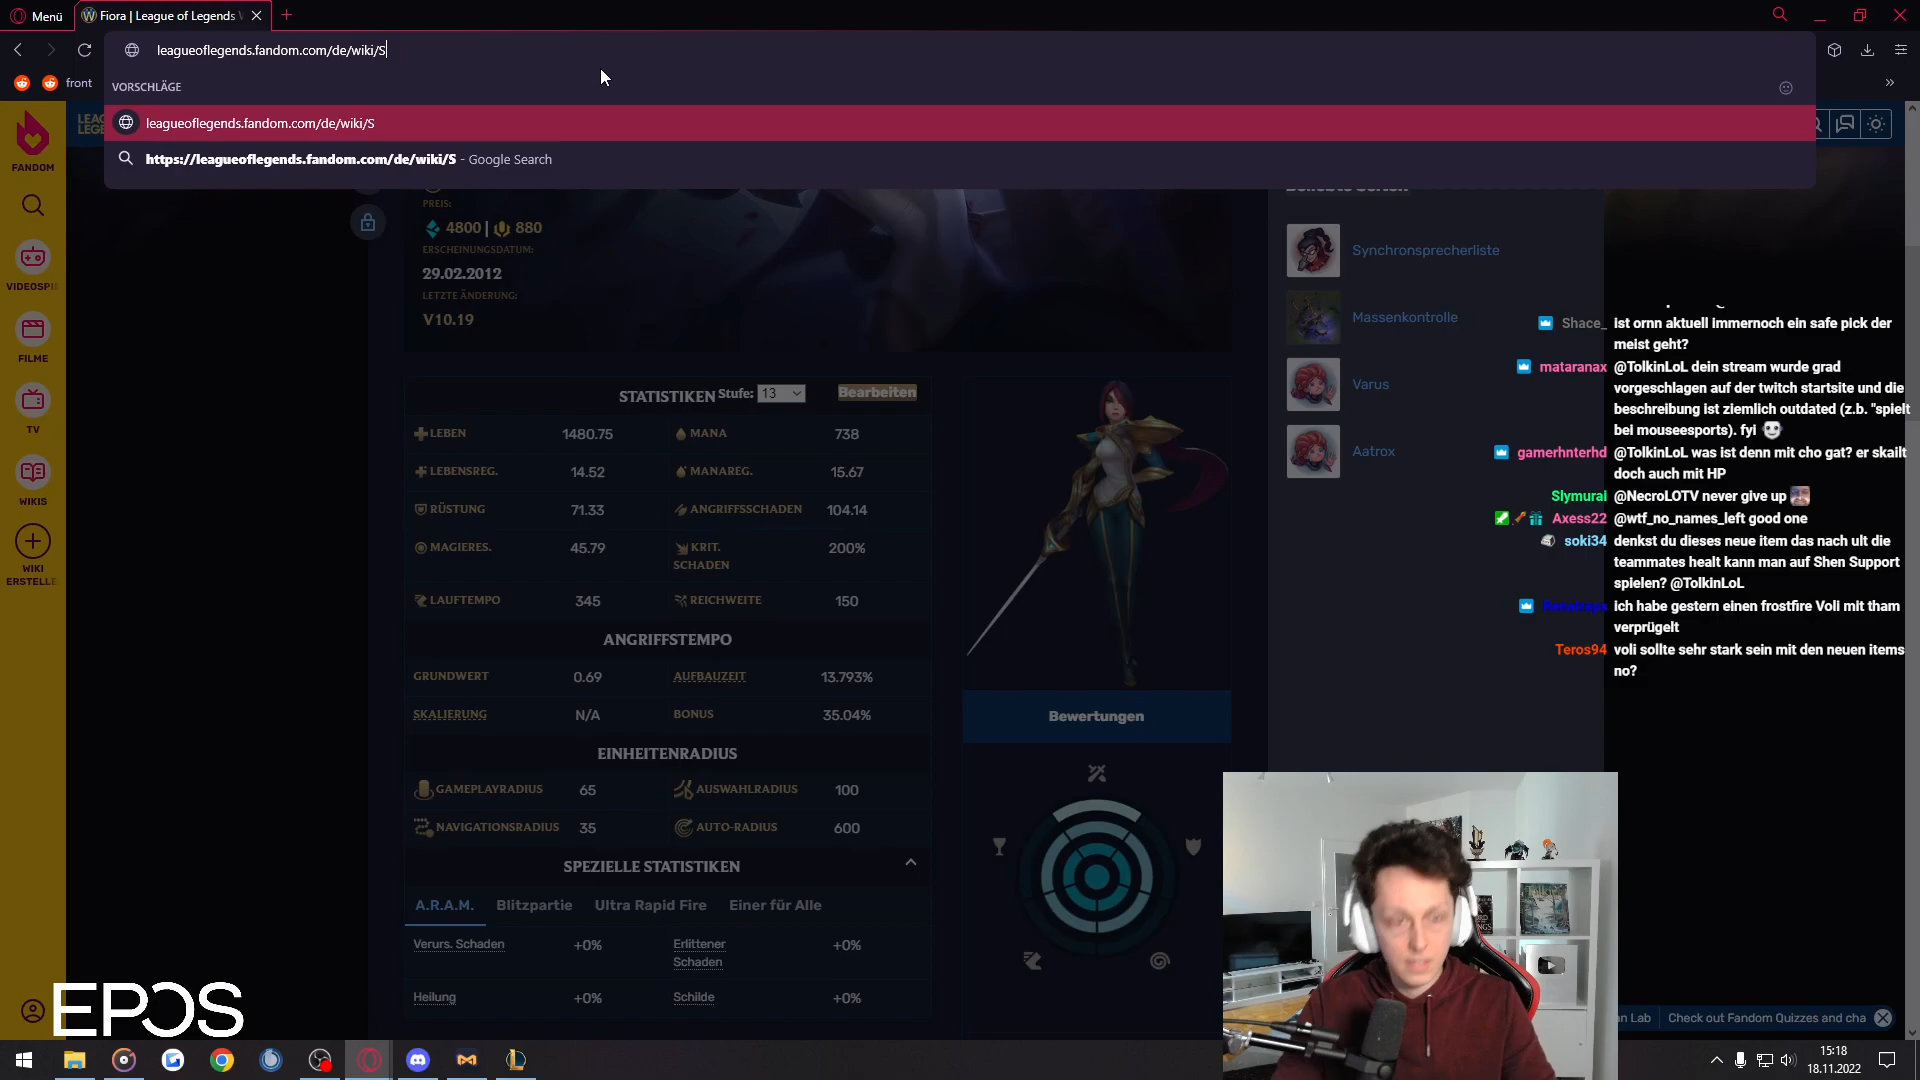 Menü
Fiora | League of Legends
leagueoflegends.fandom.com/de/wiki/S
front
VORSCHLÄGE
leagueoflegends.fandom.com/de/wiki/S
https://leagueoflegends.fandom.com/de/wiki/S - Google Search
FANDOM
VIDEOSPIE
FILME
TV
WIKIS
WIKI
ERSTELLE
PREIS:
4800 | 880
ERSCHEINUNGSDATUM:
29.02.2012
LETZTE ÄNDERUNG:
V10.19
STATISTIKEN Stufe: 13 Bearbeiten
LEBEN 1480.75 MANA 738
LEBENSREG. 14.52 MANAREG. 15.67
RÜSTUNG 71.33 ANGRIFFSSCHADEN 104.14
MAGIERES. 45.79 KRIT. SCHADEN 200%
LAUFTEMPO 345 REICHWEITE 150
ANGRIFFSTEMPO
GRUNDWERT 0.69 AUFBAUZEIT 13.793%
SKALIERUNG N/A BONUS 35.04%
EINHEITENRADIUS
GAMEPLAYRADIUS 65 AUSWAHLRADIUS 100
NAVIGATIONSRADIUS 35 AUTO-RADIUS 600
SPEZIELLE STATISTIKEN
A.R.A.M. Blitzpartie Ultra Rapid Fire Einer für Alle
Verurs. Schaden +0% Erlittener Schaden +0%
Heilung +0% Schilde +0%
Bewertungen
Synchronsprecherliste
Massenkontrolle
Varus
Aatrox
Shace_ ist ornn aktuell immernoch ein safe pick der
meist geht?
mataranax @TolkinLoL dein stream wurde grad
vorgeschlagen auf der twitch startsite und die
beschreibung ist ziemlich outdated (z.b. "spielt
bei mouseesports). fyi
gamerhnterhd @TolkinLoL was ist denn mit cho gat? er skailt
doch auch mit HP
Slymurai @NecroLOTV never give up
Axess22 @wtf_no_names_left good one
soki34 denkst du dieses neue item das nach ult die
teammates healt kann man auf Shen Support
spielen? @TolkinLoL
ich habe gestern einen frostfire Voli mit tham
verprügelt
Teros94 voli sollte sehr stark sein mit den neuen items
no?
EPOS
an Lab Check out Fandom Quizzes and cha
15:18
18.11.2022